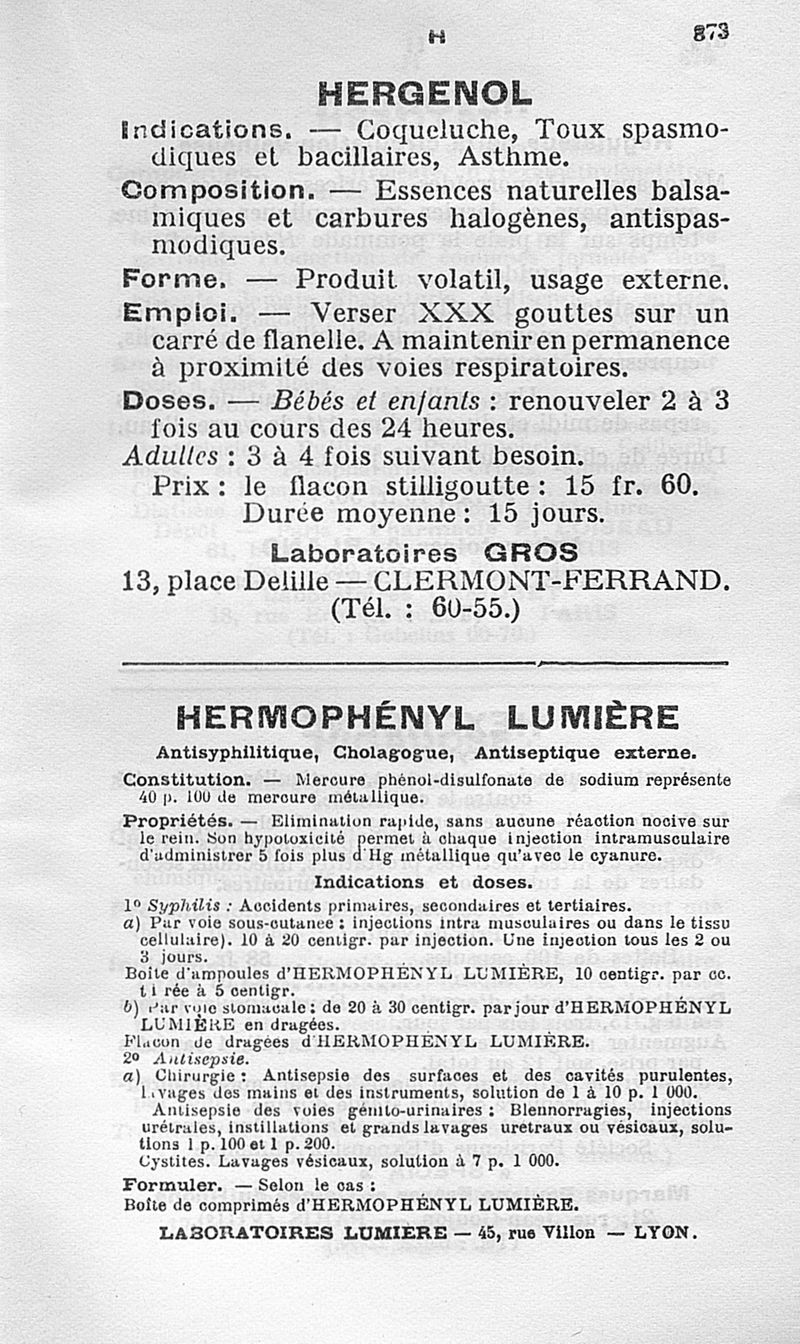 H 873
HERGENOL
Indications. — Coqueluche, Toux spasmo-
diques et bacillaires, Asthme.
Composition. — Essences naturelles balsa-
miques et carbures halogènes, antispas-
modiques.
Forme. — Produit volatil, usage externe.
Emploi. — Verser XXX gouttes sur un
carré de flanelle. A maintenir en permanence
à proximité des voies respiratoires.
Doses. — Bébés et enfants : renouveler 2 à 3
fois au cours des 24 heures.
Adultes : 3 à 4 fois suivant besoin.
Prix : le flacon stilligoutte : 15 fr. 60.
Durée moyenne : 15 jours.
Laboratoires GROS
13, place Delille — CLERMONT-FERRAND.
(Tél. : 60-55.)
HERMOPHÉNYL LUMIÈRE
Antisyphilitique, Cholagogue, Antiseptique externe.
Constitution. — Mercure phénol-disulfonate de sodium représente
40 p. 100 de mercure métallique.
Propriétés. — Elimination rapide, sans aucune réaction nocive sur
le rein. Son hypotoxicité permet à chaque injection intramusculaire
d'administrer 5 fois plus d'Hg métallique qu'avec le cyanure.
Indications et doses.
1º Syphilis : Accidents primaires, secondaires et tertiaires.
a) Par voie sous-cutanée : injections intra musculaires ou dans le tissu
cellulaire). 10 à 20 centigr. par injection. Une injection tous les 2 ou
3 jours.
Boîte d'ampoules d'HERMOPHÉNYL LUMIÈRE, 10 centigr. par cc.
titrée à 5 centigr.
b) Par voie stomacale : de 20 à 30 centigr. par jour d'HERMOPHÉNYL
LUMIÈRE en dragées.
Flacon de dragées d'HERMOPHÉNYL LUMIÈRE.
2º Antisepsie.
a) Chirurgie : Antisepsie des surfaces et des cavités purulentes,
lavages des mains et des instruments, solution de 1 à 10 p. 1 000.
Antisepsie des voies génito-urinaires : Blennorragies, injections
urétrales, instillations et grands lavages uretraux ou vésicaux, solu-
tions 1 p. 100 et 1 p. 200.
Cystites. Lavages vésicaux, solution à 7 p. 1 000.
Formuler. — Selon le cas :
Boîte de comprimés d'HERMOPHÉNYL LUMIÈRE.
LABORATOIRES LUMIERE — 45, rue Villon — LYON.